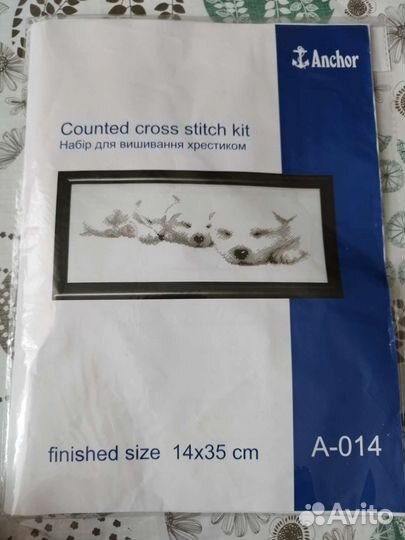 Anchor
Counted cross stitch kit
Набір для вишивання хрестиком
finished size 14x35 cm
A-014
Avito